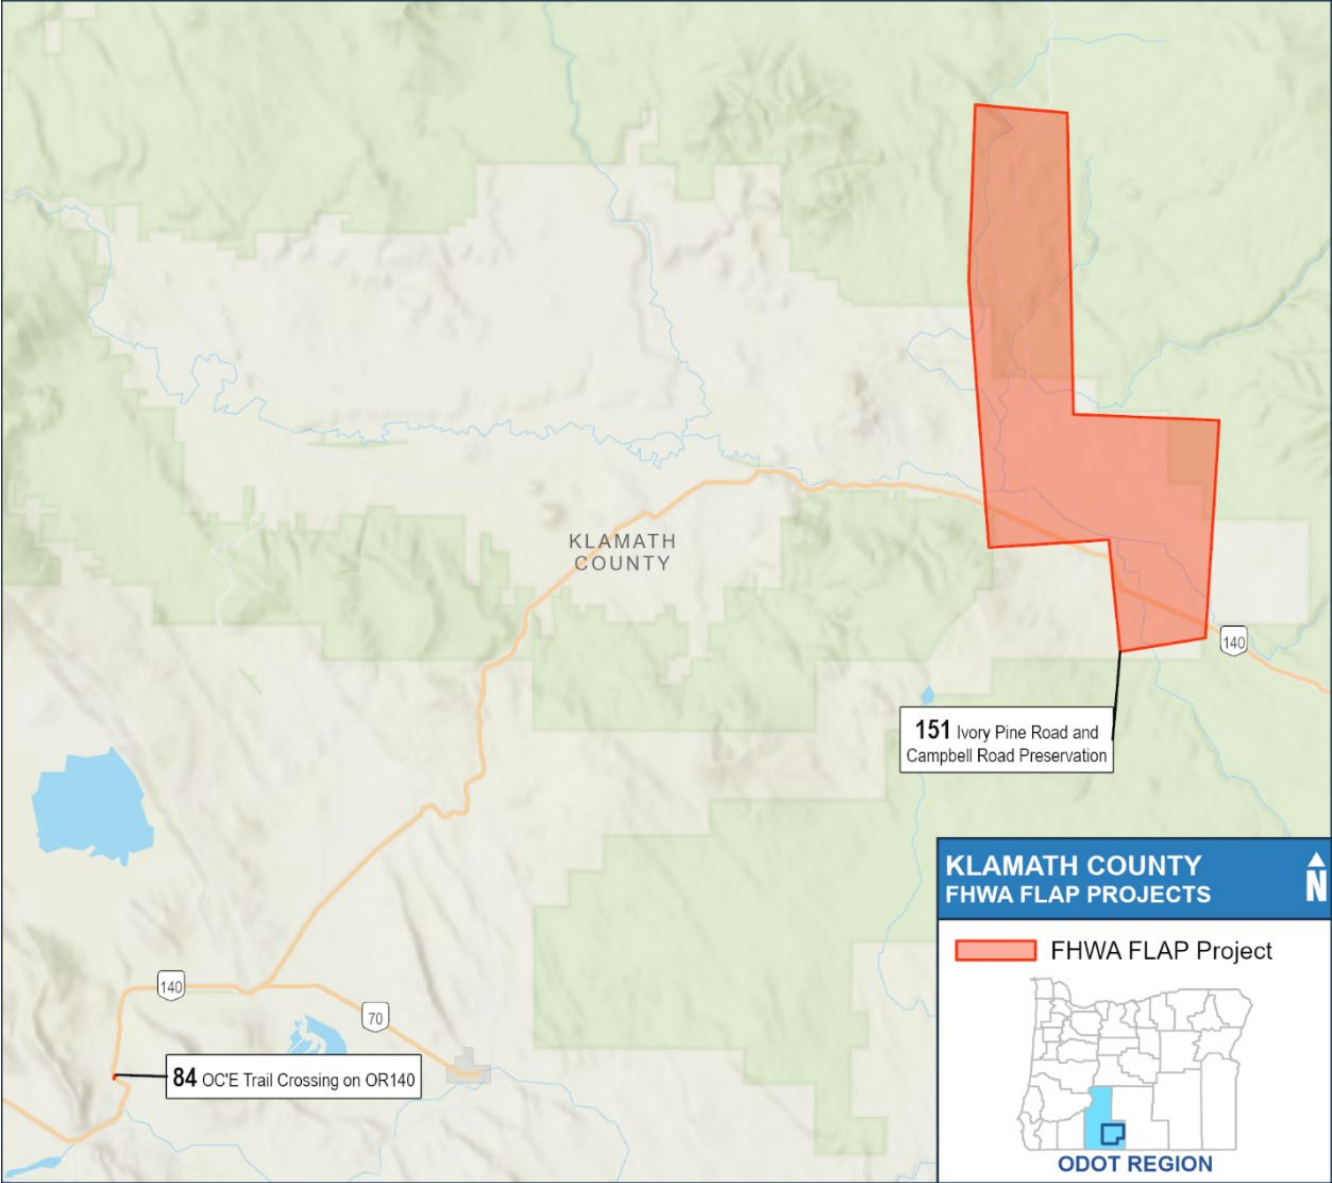 KLAMATH
COUNTY
140
151 Ivory Pine Road and
Campbell Road Preservation
140
70
84 OC'E Trail Crossing on OR140
KLAMATH COUNTY
FHWA FLAP PROJECTS
N
FHWA FLAP Project
ODOT REGION